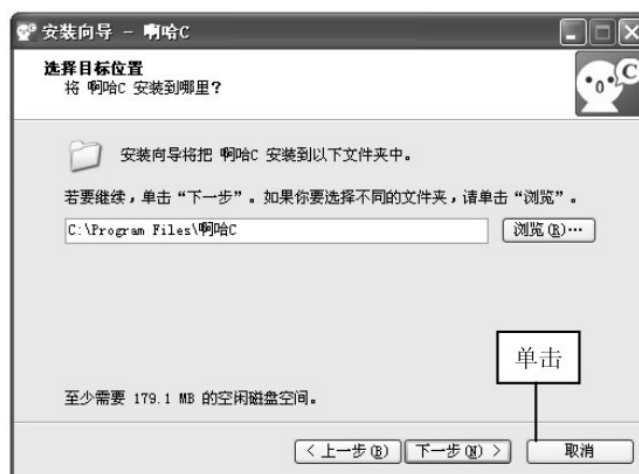 安装向导 - 啊哈C
选择目标位置
将 啊哈C 安装到哪里？
C
安装向导将把 啊哈C 安装到以下文件夹中。
若要继续，单击“下一步”。如果你要选择不同的文件夹，请单击“浏览”。
C:\Program Files\啊哈C
浏览(R)…
单击
至少需要 179.1 MB 的空闲磁盘空间。
< 上一步(B) 下一步(N) > 取消